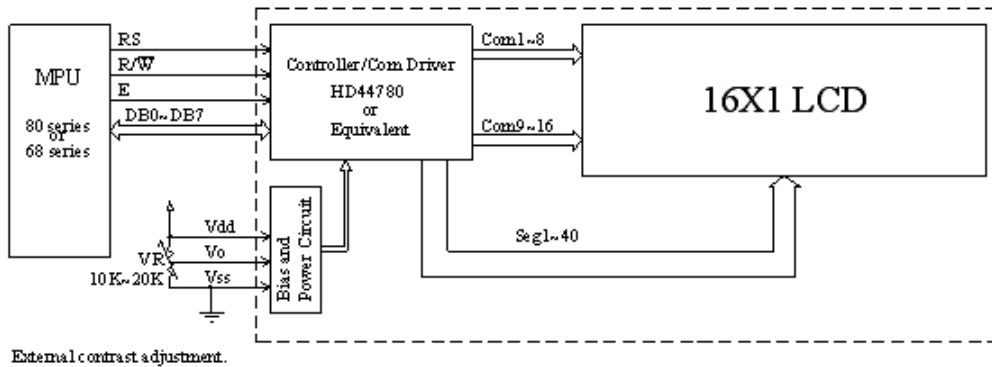 MPU
80 series
or
68 series
RS
R/W̅
E
DB0~DB7
Controller/Com Driver
HD44780
or
Equivalent
Com1~8
Com9~16
16X1 LCD
Seg1~40
Bias and
Power Circuit
Vdd
Vo
Vss
VR
10K~20K
External contrast adjustment.